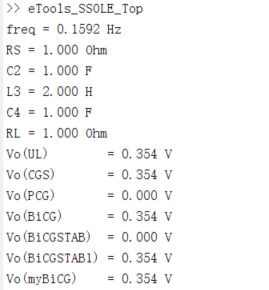 >> eTools_SSOLE_Top
freq = 0.1592 Hz
RS = 1.000 Ohm
C2 = 1.000 F
L3 = 2.000 H
C4 = 1.000 F
RL = 1.000 Ohm
Vo(UL) = 0.354 V
Vo(CGS) = 0.354 V
Vo(PCG) = 0.000 V
Vo(BiCG) = 0.354 V
Vo(BiCGSTAB) = 0.000 V
Vo(BiCGSTAB1) = 0.354 V
Vo(myBiCG) = 0.354 V